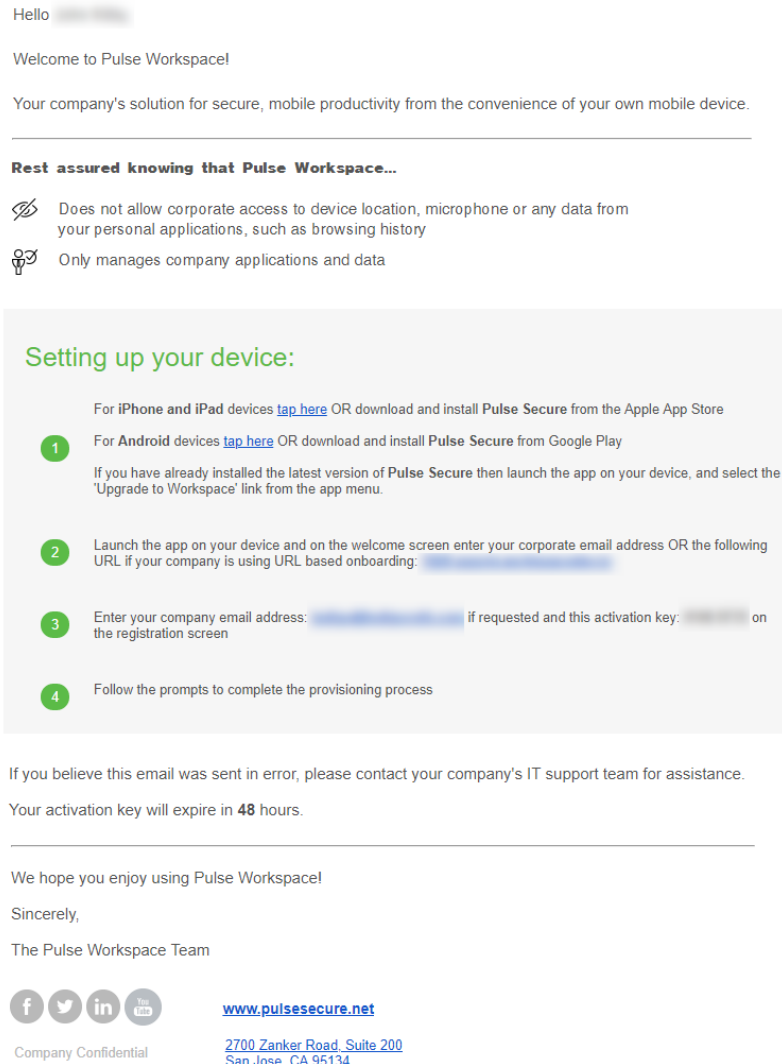 Hello
Welcome to Pulse Workspace!
Your company's solution for secure, mobile productivity from the convenience of your own mobile device.
Rest assured knowing that Pulse Workspace...
Does not allow corporate access to device location, microphone or any data from
your personal applications, such as browsing history
Only manages company applications and data
Setting up your device:
For iPhone and iPad devices tap here OR download and install Pulse Secure from the Apple App Store
1
For Android devices tap here OR download and install Pulse Secure from Google Play
If you have already installed the latest version of Pulse Secure then launch the app on your device, and select the
'Upgrade to Workspace' link from the app menu.
2
Launch the app on your device and on the welcome screen enter your corporate email address OR the following
URL if your company is using URL based onboarding:
3
Enter your company email address: if requested and this activation key: on
the registration screen
4
Follow the prompts to complete the provisioning process
If you believe this email was sent in error, please contact your company's IT support team for assistance.
Your activation key will expire in 48 hours.
We hope you enjoy using Pulse Workspace!
Sincerely,
The Pulse Workspace Team
f in You Tube
www.pulsesecure.net
Company Confidential
2700 Zanker Road, Suite 200
San Jose, CA 95134